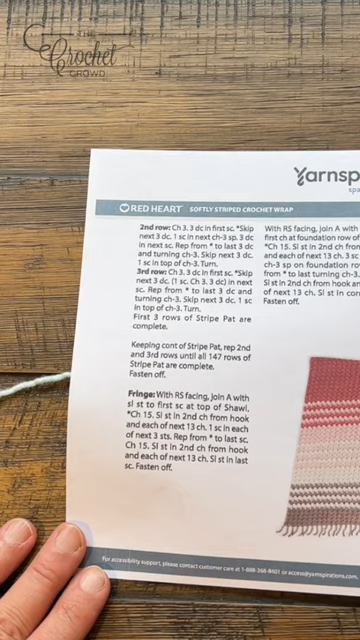 THE
Crochet
CROWD
Yarnspi
spi
RED HEART SOFTLY STRIPED CROCHET WRAP
2nd row: Ch 3. 3 dc in first sc. *Skip
next 3 dc. 1 sc in next ch-3 sp. 3 dc
in next sc. Rep from * to last 3 dc
and turning ch-3. Skip next 3 dc.
1 sc in top of ch-3. Turn.
3rd row: Ch 3. 3 dc in first sc. *Skip
next 3 dc. (1 sc. Ch 3. 3 dc) in next
sc. Rep from * to last 3 dc and
turning ch-3. Skip next 3 dc. 1 sc
in top of ch-3. Turn.
First 3 rows of Stripe Pat are
complete.
Keeping cont of Stripe Pat, rep 2nd
and 3rd rows until all 147 rows of
Stripe Pat are complete.
Fasten off.
Fringe: With RS facing, join A with
sl st to first sc at top of Shawl.
*Ch 15. Sl st in 2nd ch from hook
and each of next 13 ch. 1 sc in each
of next 3 sts. Rep from * to last sc.
Ch 15. Sl st in 2nd ch from hook
and each of next 13 ch. Sl st in last
sc. Fasten off.
With RS facing, join A with
first ch at foundation row of
*Ch 15. Sl st in 2nd ch from
and each of next 13 ch. 3 sc
ch-3 sp on foundation ro
from * to last turning ch-3.
Sl st in 2nd ch from hook an
of next 13 ch. Sl st in con
Fasten off.
For accessibility support, please contact customer care at 1-888-368-8401 or access@yarnspirations.com